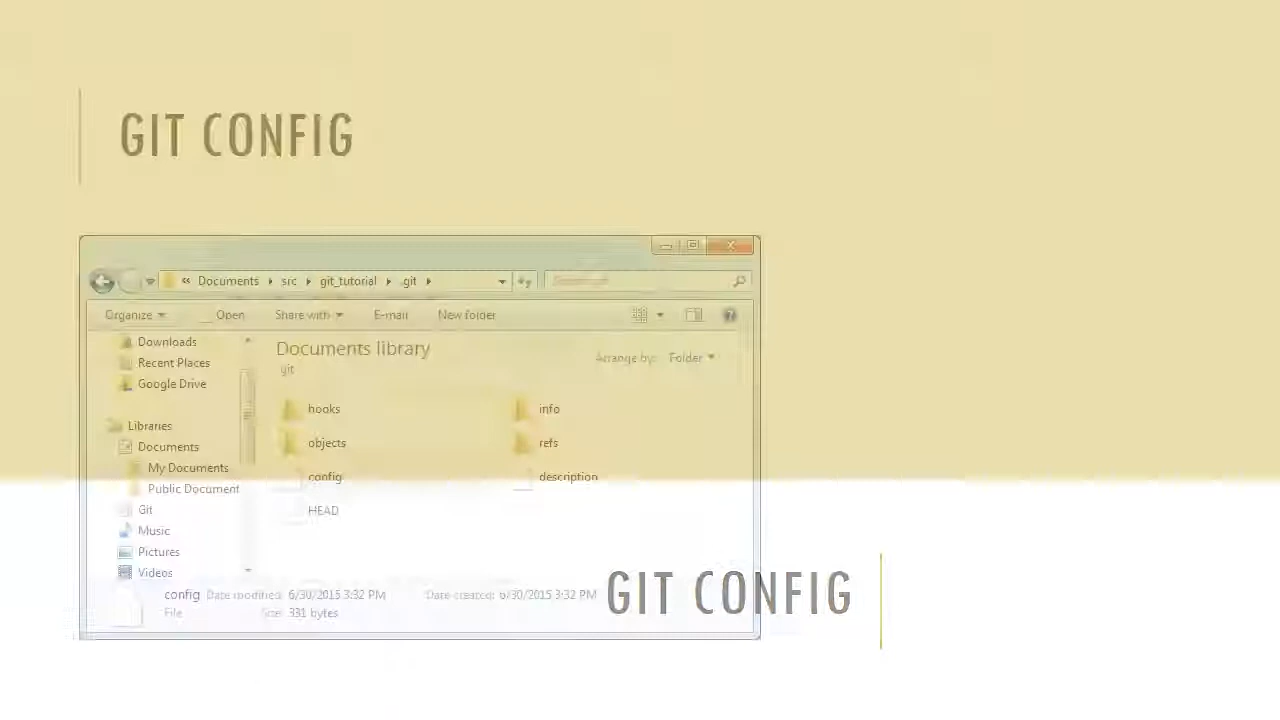 GIT CONFIG
« Documents ▸ src ▸ git_tutorial ▸ .git ▸
Organize ▾ Open Share with ▾ E-mail New folder
Downloads
Recent Places
Google Drive
Libraries
Documents
My Documents
Public Document
Git
Music
Pictures
Videos
Documents library
git
Arrange by: Folder ▾
hooks info
objects refs
config description
HEAD
config Date modified: 6/30/2015 3:32 PM Date created: 6/30/2015 3:32 PM
File Size: 331 bytes
GIT CONFIG